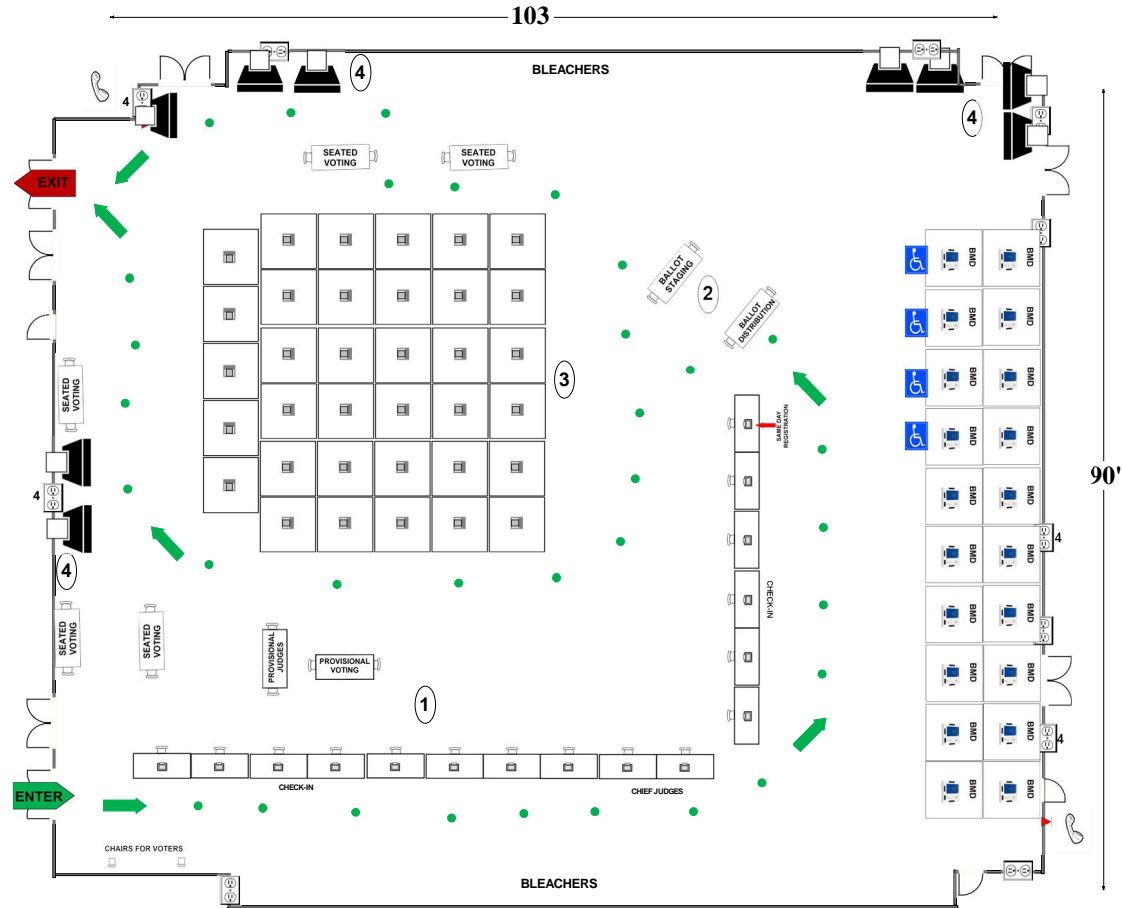 103
BLEACHERS
4
4
4
SEATED
VOTING
SEATED
VOTING
EXIT
BALLOT
STAGING
2
BALLOT
DISTRIBUTION
BMD
BMD
BMD
BMD
BMD
BMD
BMD
BMD
3
SEATED
VOTING
SAME DAY
REGISTRATION
90'
4
BMD
BMD
BMD
BMD
4
4
CHECK-IN
BMD
BMD
SEATED
VOTING
SEATED
VOTING
PROVISIONAL
JUDGES
PROVISIONAL
VOTING
BMD
BMD
1
BMD
BMD
4
CHECK-IN
CHIEF JUDGES
BMD
BMD
ENTER
CHAIRS FOR VOTERS
BLEACHERS